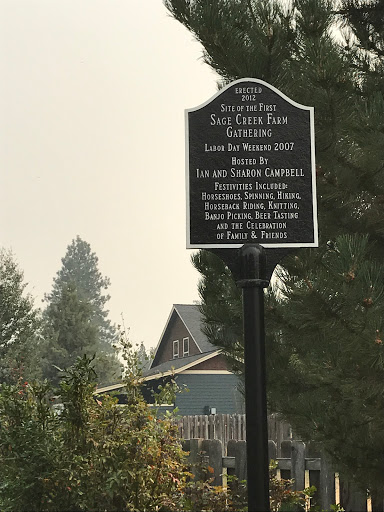 ERECTED
2012
SITE OF THE FIRST
SAGE CREEK FARM
GATHERING
LABOR DAY WEEKEND 2007
HOSTED BY
IAN AND SHARON CAMPBELL
FESTIVITIES INCLUDED:
HORSESHOES, SPINNING, HIKING,
HORSEBACK RIDING, KNITTING,
BANJO PICKING, BEER TASTING
AND THE CELEBRATION
OF FAMILY & FRIENDS